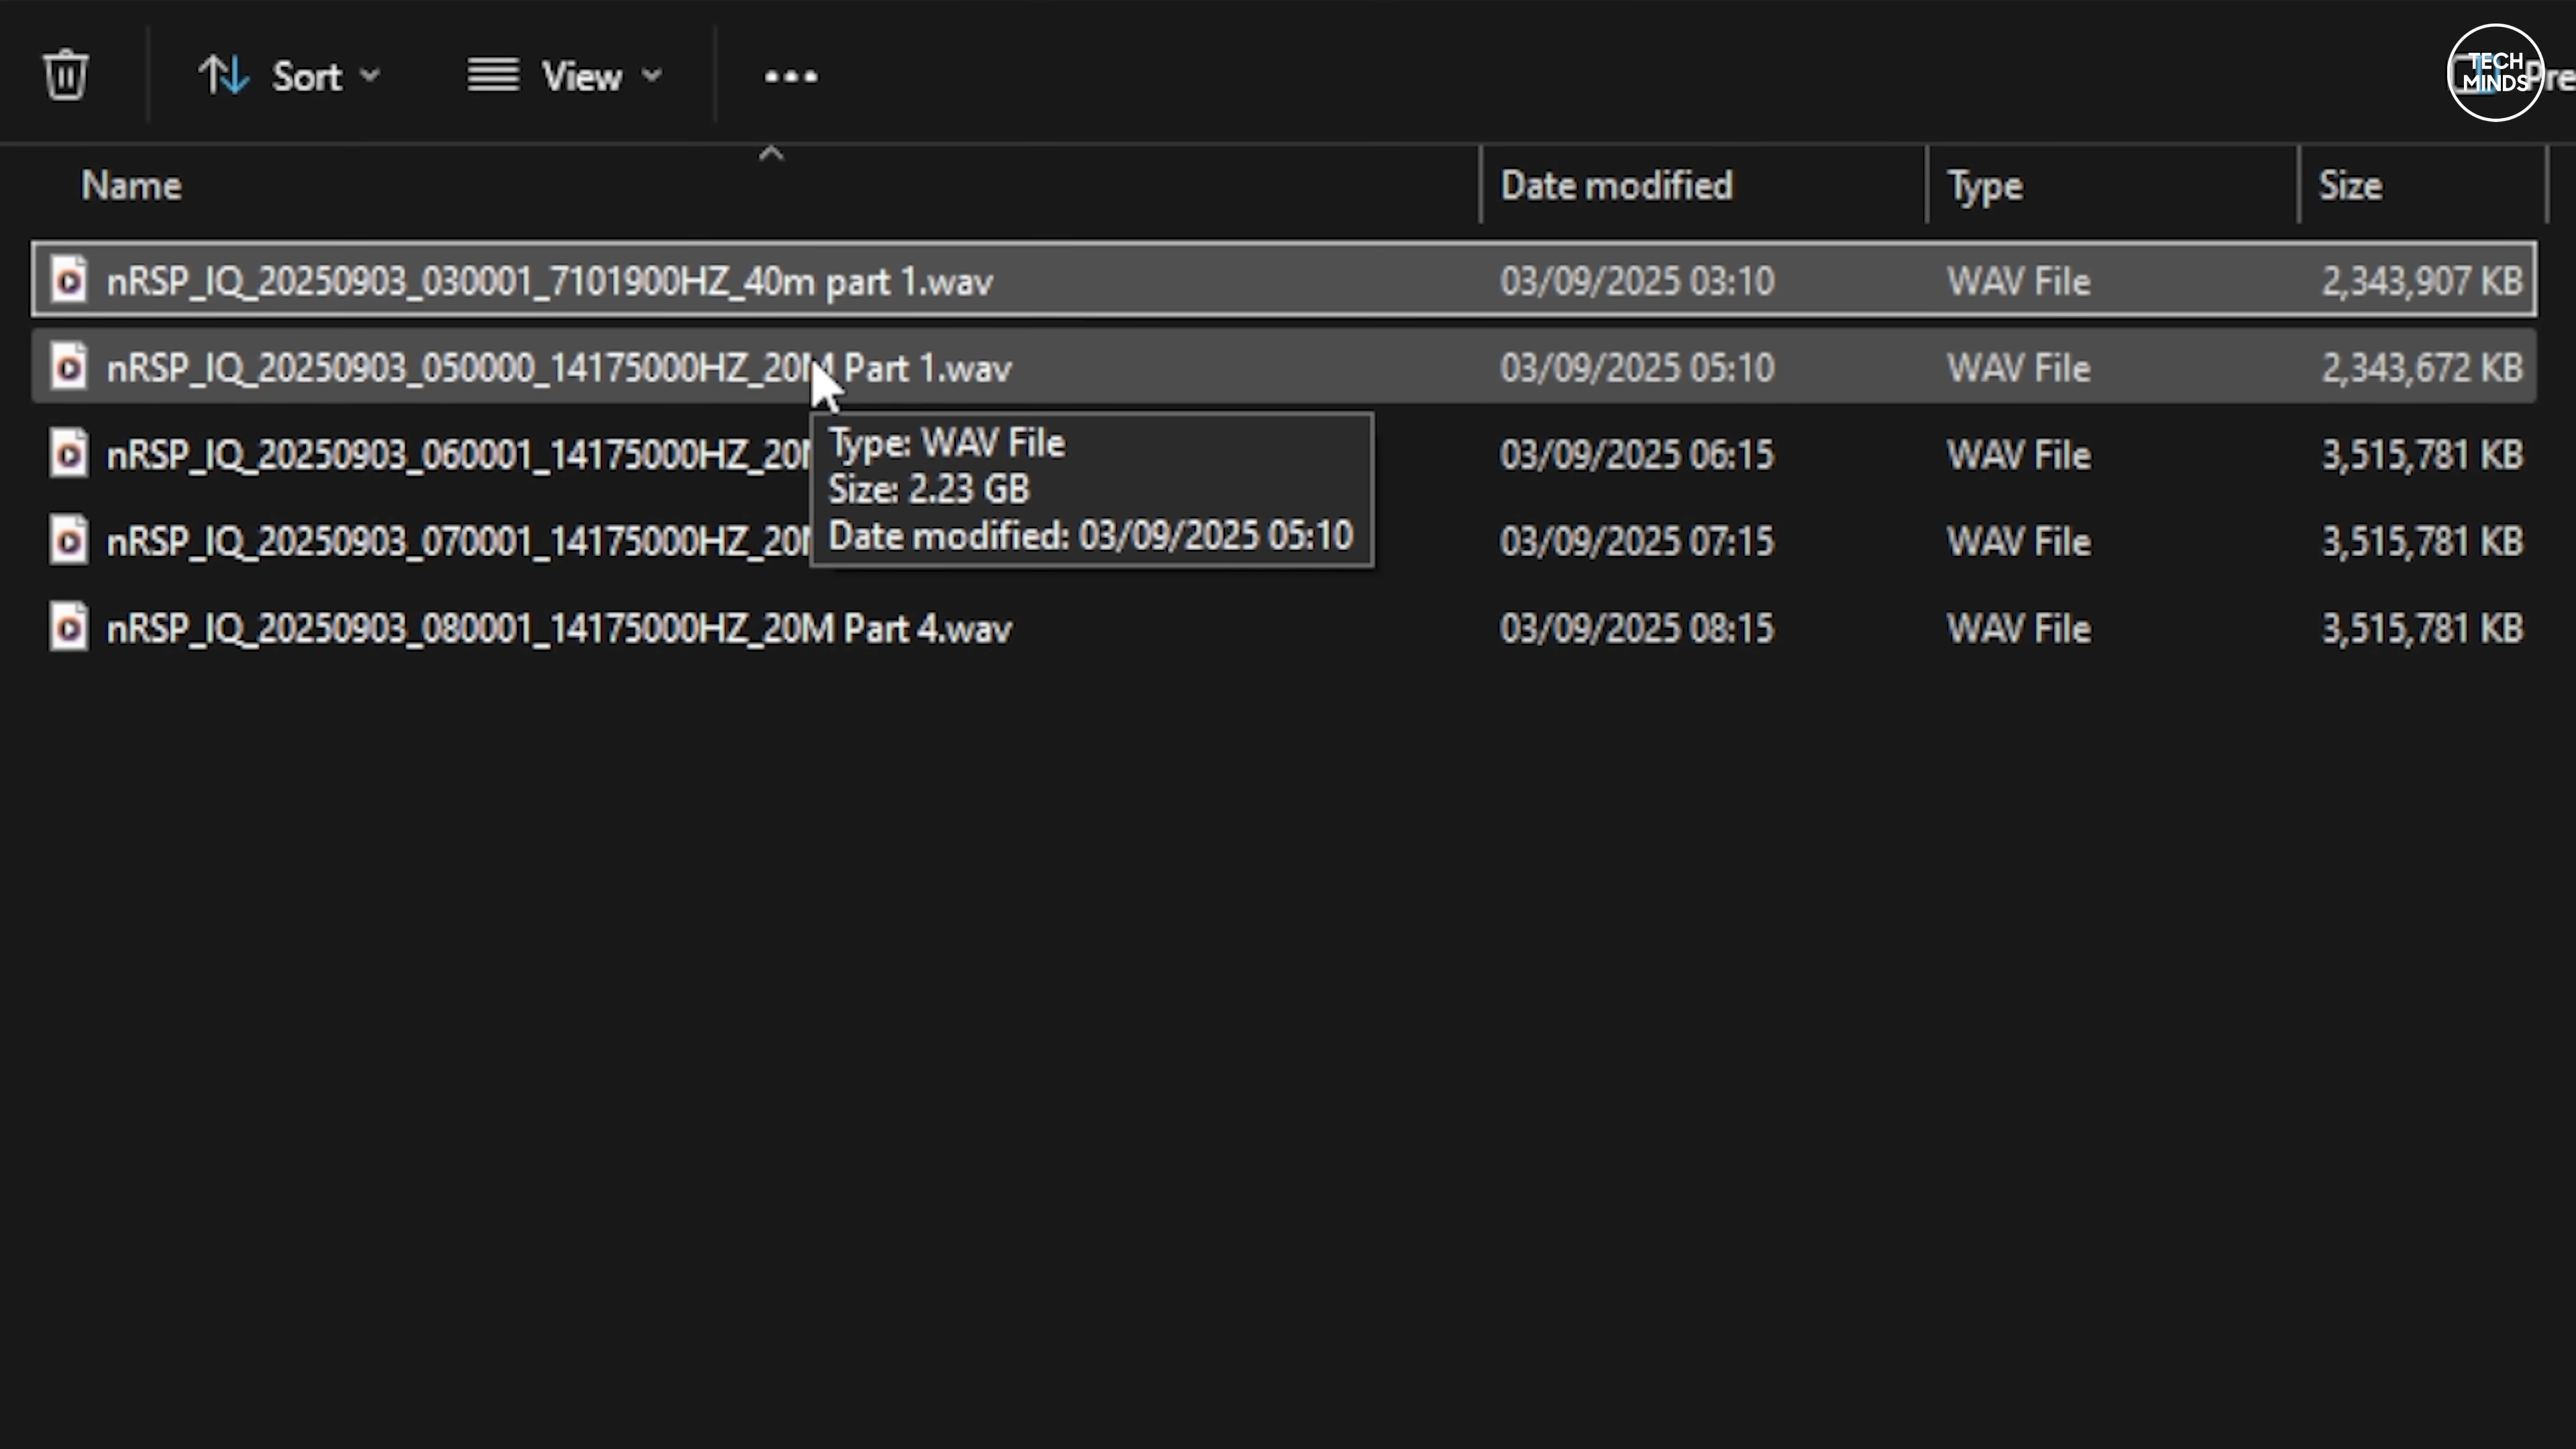 Sort View
TECH MINDS
Pre
Name Date modified Type Size
nRSP_IQ_20250903_030001_7101900HZ_40m part 1.wav 03/09/2025 03:10 WAV File 2,343,907 KB
nRSP_IQ_20250903_050000_14175000HZ_20M Part 1.wav 03/09/2025 05:10 WAV File 2,343,672 KB
nRSP_IQ_20250903_060001_14175000HZ_20 03/09/2025 06:15 WAV File 3,515,781 KB
nRSP_IQ_20250903_070001_14175000HZ_20 03/09/2025 07:15 WAV File 3,515,781 KB
nRSP_IQ_20250903_080001_14175000HZ_20M Part 4.wav 03/09/2025 08:15 WAV File 3,515,781 KB
Type: WAV File
Size: 2.23 GB
Date modified: 03/09/2025 05:10